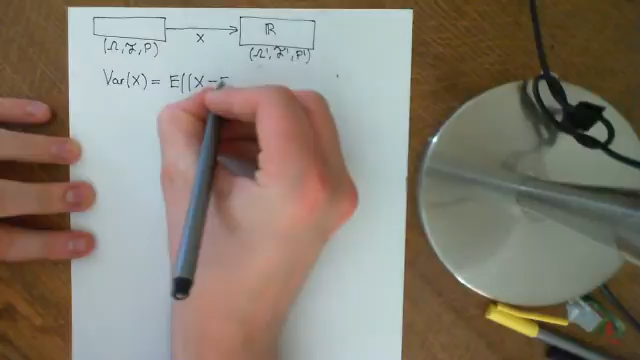 ℝ
X
(Ω, ℱ, P)
(Ω', ℱ', P')
Var(X) = E((X-E